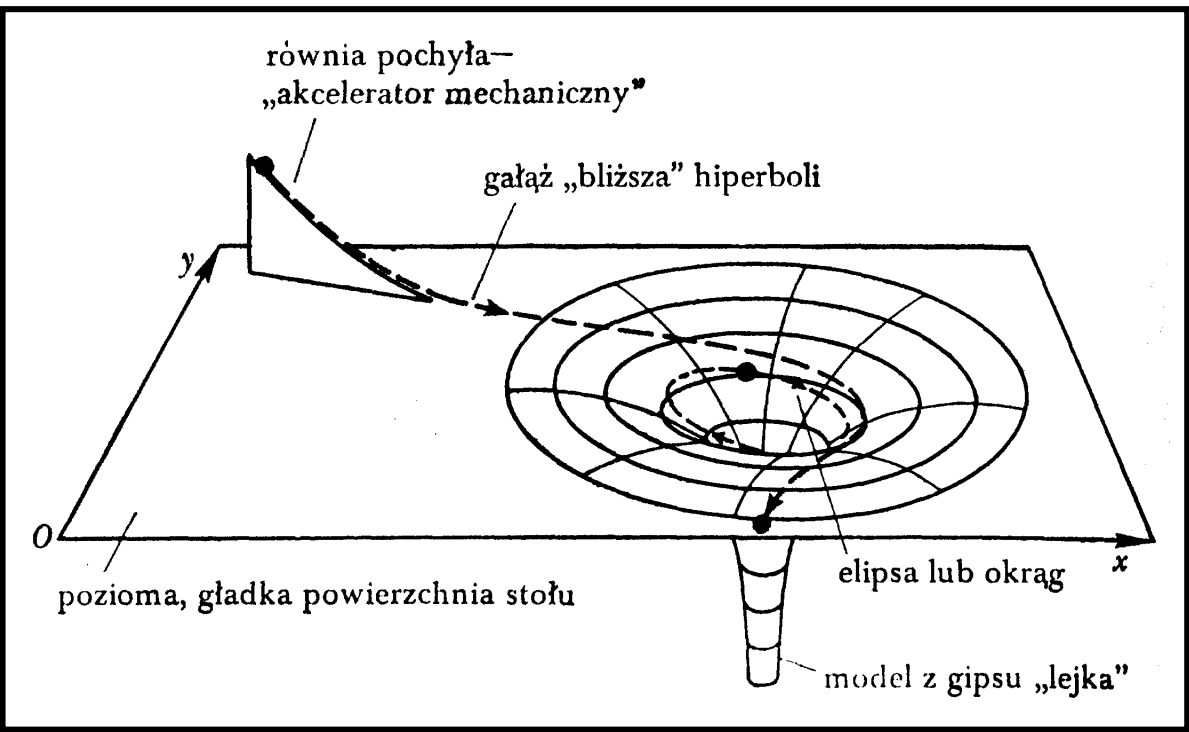 równia pochyła—
„akcelerator mechaniczny”
gałąź „bliższa” hiperboli
y
O
x
elipsa lub okrąg
pozioma, gładka powierzchnia stołu
model z gipsu „lejka”